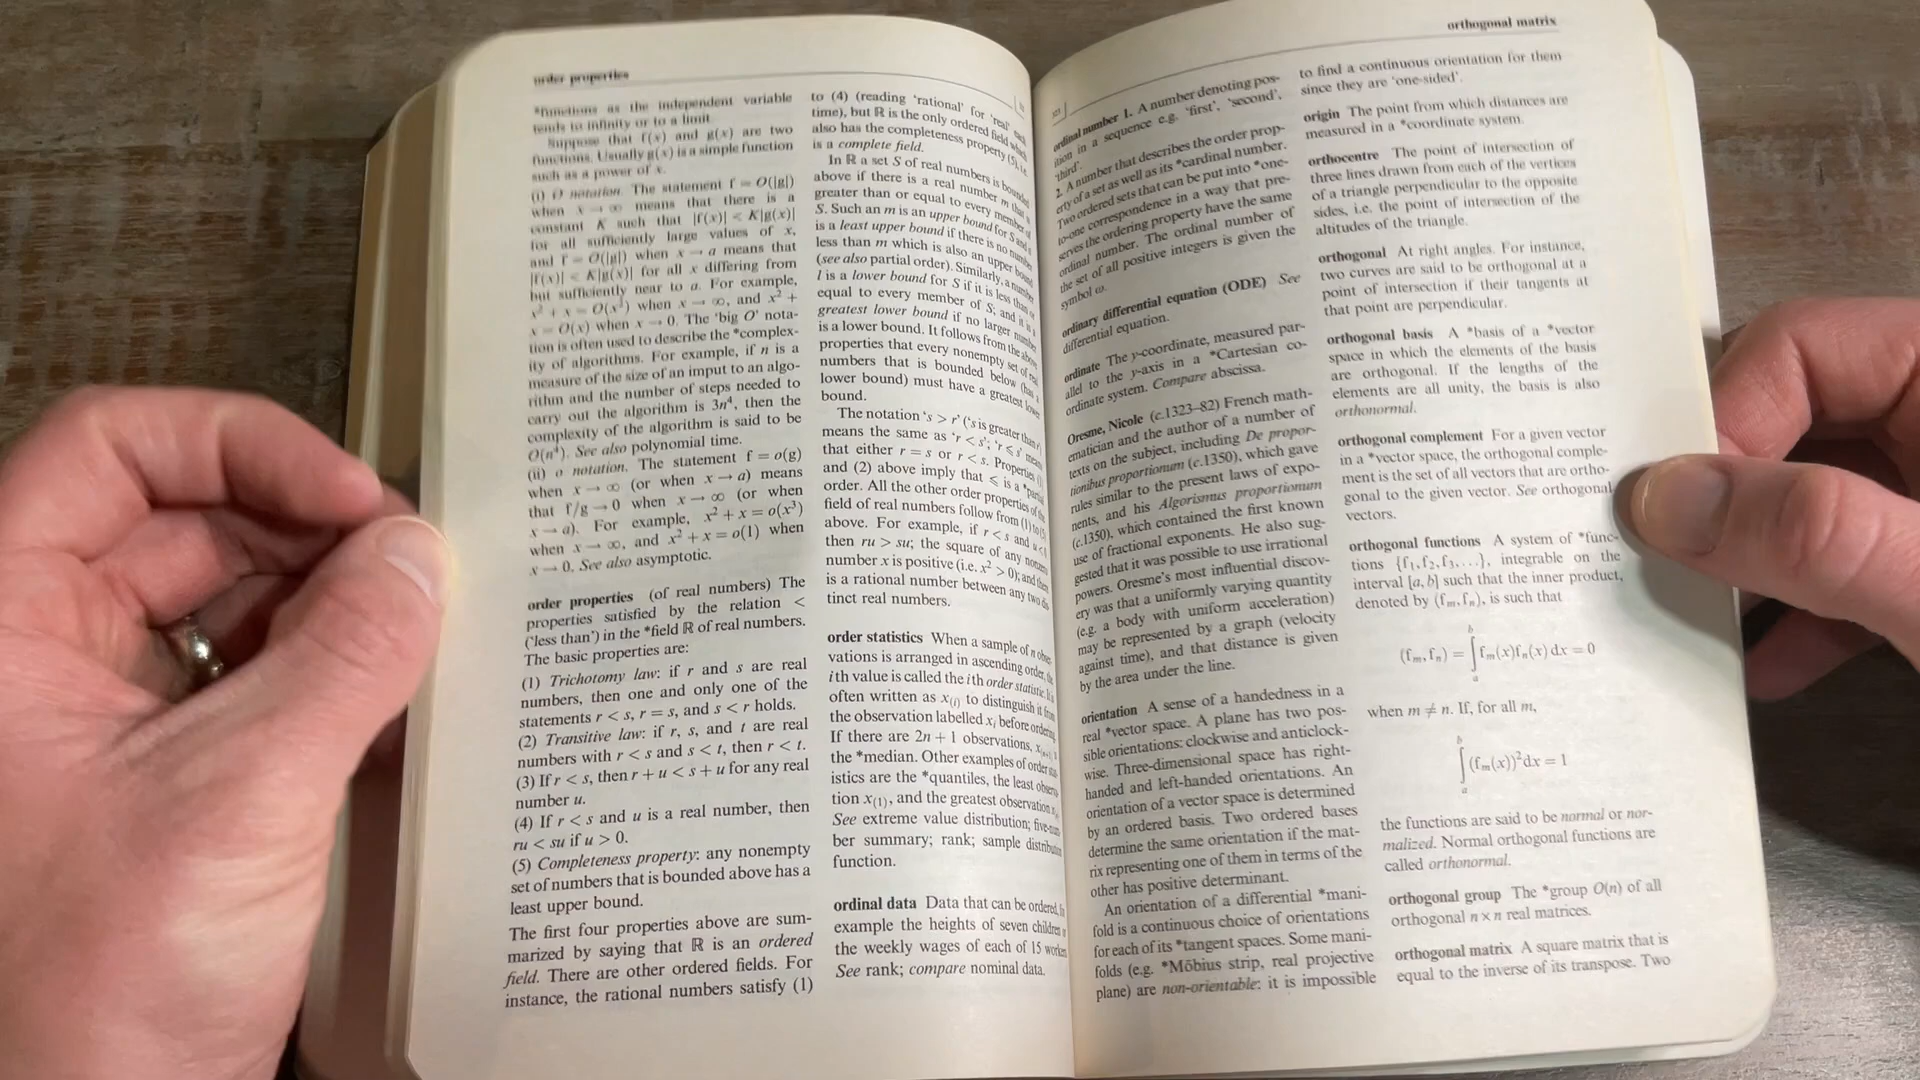 order properties
*functions as the independent variable
tends to infinity or to a limit.
Suppose that f(x) and g(x) are two
functions. Usually g(x) is a simple function
such as a power of x.
(i) O notation. The statement f = O(|g|)
when x → ∞ means that there is a
constant K such that |f(x)| < K|g(x)|
for all sufficiently large values of x,
and f = O(|g|) when x → a means that
|f(x)| < K|g(x)| for all x differing from
but sufficiently near to a. For example,
x² + x = O(x³) when x → ∞, and x² +
x = O(x) when x → 0. The 'big O' nota-
tion is often used to describe the *complex-
ity of algorithms. For example, if n is a
measure of the size of an imput to an algo-
rithm and the number of steps needed to
carry out the algorithm is 3n⁴, then the
complexity of the algorithm is said to be
O(n⁴). See also polynomial time.
(ii) o notation. The statement f = o(g)
when x → ∞ (or when x → a) means
that f/g → 0 when x → ∞ (or when
x → a). For example, x² + x = o(x³)
when x → ∞, and x² + x = o(1) when
x → 0. See also asymptotic.
order properties (of real numbers) The
properties satisfied by the relation <
('less than') in the *field ℝ of real numbers.
The basic properties are:
(1) Trichotomy law: if r and s are real
numbers, then one and only one of the
statements r < s, r = s, and s < r holds.
(2) Transitive law: if r, s, and t are real
numbers with r < s and s < t, then r < t.
(3) If r < s, then r + u < s + u for any real
number u.
(4) If r < s and u is a real number, then
ru < su if u > 0.
(5) Completeness property: any nonempty
set of numbers that is bounded above has a
least upper bound.
The first four properties above are sum-
marized by saying that ℝ is an ordered
field. There are other ordered fields. For
instance, the rational numbers satisfy (1)
to (4) (reading 'rational' for 'real' each
time), but ℝ is the only ordered field which
also has the completeness property (5), i.e.
is a complete field.
In ℝ a set S of real numbers is bounded
above if there is a real number m that is
greater than or equal to every member of
S. Such an m is an upper bound for S and
is a least upper bound if there is no number
less than m which is also an upper bound
(see also partial order). Similarly, a number
l is a lower bound for S if it is less than or
equal to every member of S; and it is a
greatest lower bound if no larger number
is a lower bound. It follows from the above
properties that every nonempty set of real
numbers that is bounded below (has a
lower bound) must have a greatest lower
bound.
The notation 's > r' ('s is greater than r')
means the same as 'r < s'; 'r ⩽ s' means
that either r = s or r < s. Properties (1)
and (2) above imply that ⩽ is a *partial
order. All the other order properties of the
field of real numbers follow from (1) to (5)
above. For example, if r < s and u < 0
then ru > su; the square of any nonzero
number x is positive (i.e. x² > 0); and there
is a rational number between any two dis-
tinct real numbers.
order statistics When a sample of n obser-
vations is arranged in ascending order, the
ith value is called the ith order statistic. It is
often written as x(i) to distinguish it from
the observation labelled xᵢ before ordering.
If there are 2n + 1 observations, x(n+1) is
the *median. Other examples of order stat-
istics are the *quantiles, the least observa-
tion x(1), and the greatest observation
See extreme value distribution; five-num-
ber summary; rank; sample distribution
function.
ordinal data Data that can be ordered, for
example the heights of seven children or
the weekly wages of each of 15 workers.
See rank; compare nominal data.
orthogonal matrix
ordinal number 1. A number denoting pos-
ition in a sequence e.g. 'first', 'second',
'third'.
2. A number that describes the order prop-
erty of a set as well as its *cardinal number.
Two ordered sets that can be put into *one-
to-one correspondence in a way that pre-
serves the ordering property have the same
ordinal number. The ordinal number of
the set of all positive integers is given the
symbol ω.
ordinary differential equation (ODE) See
differential equation.
ordinate The y-coordinate, measured par-
allel to the y-axis in a *Cartesian co-
ordinate system. Compare abscissa.
Oresme, Nicole (c.1323–82) French math-
ematician and the author of a number of
texts on the subject, including De propor-
tionibus proportionum (c.1350), which gave
rules similar to the present laws of expo-
nents, and his Algorismus proportionum
(c.1350), which contained the first known
use of fractional exponents. He also sug-
gested that it was possible to use irrational
powers. Oresme's most influential discov-
ery was that a uniformly varying quantity
(e.g. a body with uniform acceleration)
may be represented by a graph (velocity
against time), and that distance is given
by the area under the line.
orientation A sense of a handedness in a
real *vector space. A plane has two pos-
sible orientations: clockwise and anticlock-
wise. Three-dimensional space has right-
handed and left-handed orientations. An
orientation of a vector space is determined
by an ordered basis. Two ordered bases
determine the same orientation if the mat-
rix representing one of them in terms of the
other has positive determinant.
An orientation of a differential *mani-
fold is a continuous choice of orientations
for each of its *tangent spaces. Some mani-
folds (e.g. *Möbius strip, real projective
plane) are non-orientable: it is impossible
to find a continuous orientation for them
since they are 'one-sided'.
origin The point from which distances are
measured in a *coordinate system.
orthocentre The point of intersection of
three lines drawn from each of the vertices
of a triangle perpendicular to the opposite
sides, i.e. the point of intersection of the
altitudes of the triangle.
orthogonal At right angles. For instance,
two curves are said to be orthogonal at a
point of intersection if their tangents at
that point are perpendicular.
orthogonal basis A *basis of a *vector
space in which the elements of the basis
are orthogonal. If the lengths of the
elements are all unity, the basis is also
orthonormal.
orthogonal complement For a given vector
in a *vector space, the orthogonal comple-
ment is the set of all vectors that are ortho-
gonal to the given vector. See orthogonal
vectors.
orthogonal functions A system of *func-
tions {f₁, f₂, f₃, …}, integrable on the
interval [a, b] such that the inner product,
denoted by (fₘ, fₙ), is such that
(fₘ, fₙ) = ∫ₐᵇ fₘ(x)fₙ(x) dx = 0
when m ≠ n. If, for all m,
∫ₐᵇ (fₘ(x))² dx = 1
the functions are said to be normal or nor-
malized. Normal orthogonal functions are
called orthonormal.
orthogonal group The *group O(n) of all
orthogonal n × n real matrices.
orthogonal matrix A square matrix that is
equal to the inverse of its transpose. Two